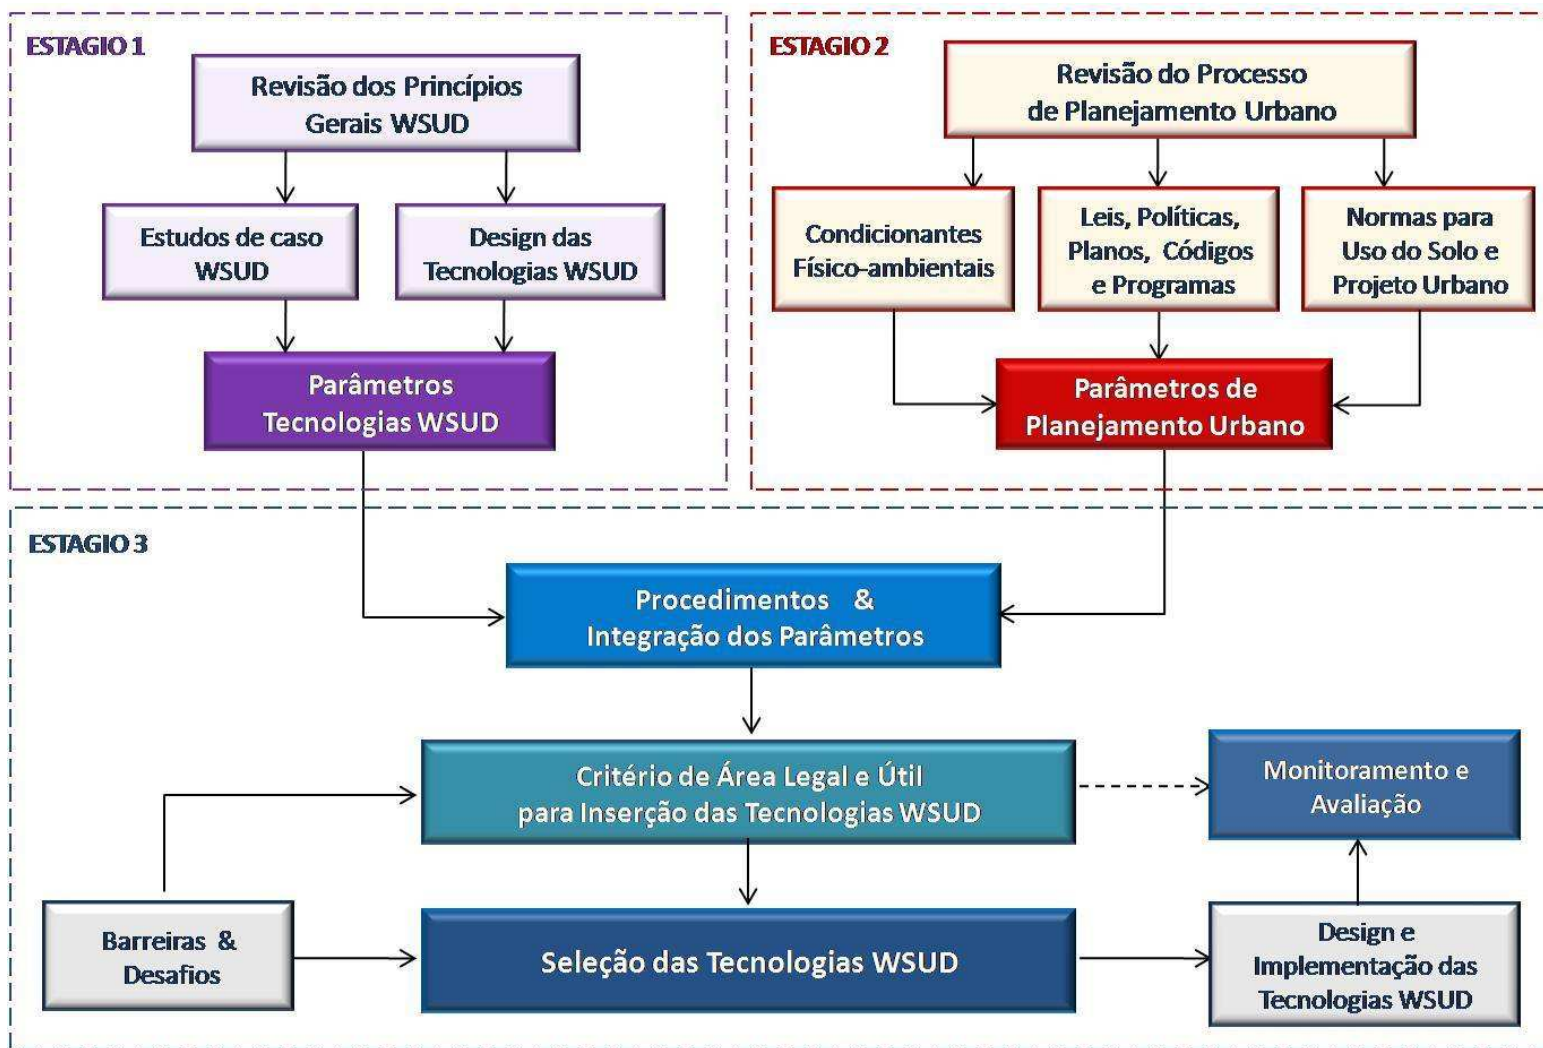 ESTAGIO 1
Revisão dos Princípios
Gerais WSUD
Estudos de caso
WSUD
Design das
Tecnologias WSUD
Parâmetros
Tecnologias WSUD
ESTAGIO 2
Revisão do Processo
de Planejamento Urbano
Condicionantes
Físico-ambientais
Leis, Políticas,
Planos, Códigos
e Programas
Normas para
Uso do Solo e
Projeto Urbano
Parâmetros de
Planejamento Urbano
ESTAGIO 3
Procedimentos &
Integração dos Parâmetros
Critério de Área Legal e Útil
para Inserção das Tecnologias WSUD
Monitoramento e
Avaliação
Barreiras &
Desafios
Seleção das Tecnologias WSUD
Design e
Implementação das
Tecnologias WSUD